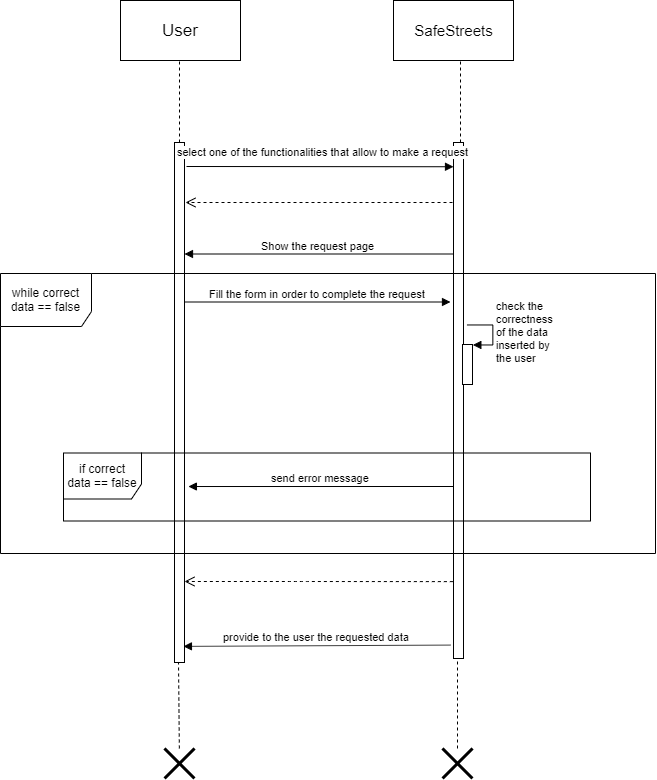 User
SafeStreets
select one of the functionalities that allow to make a request
Show the request page
while correct
data == false
Fill the form in order to complete the request
check the
correctness
of the data
inserted by
the user
if correct
data == false
send error message
provide to the user the requested data